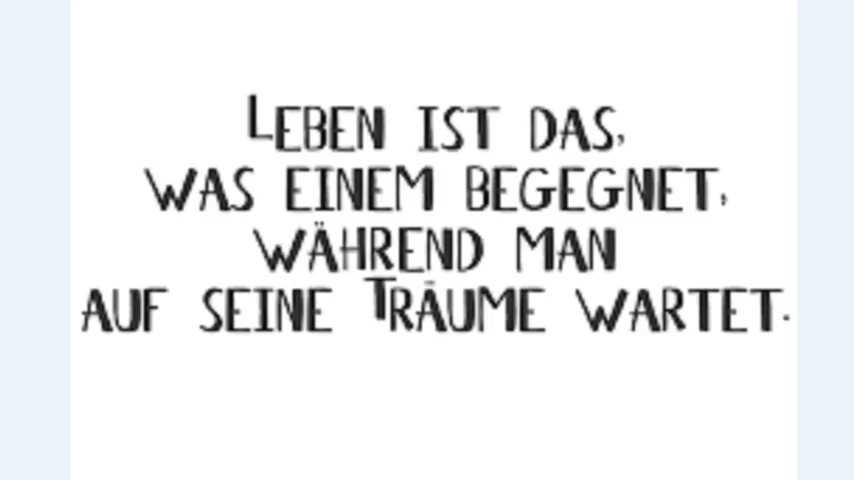 Leben ist das,
was einem begegnet,
während man
auf seine Träume wartet.